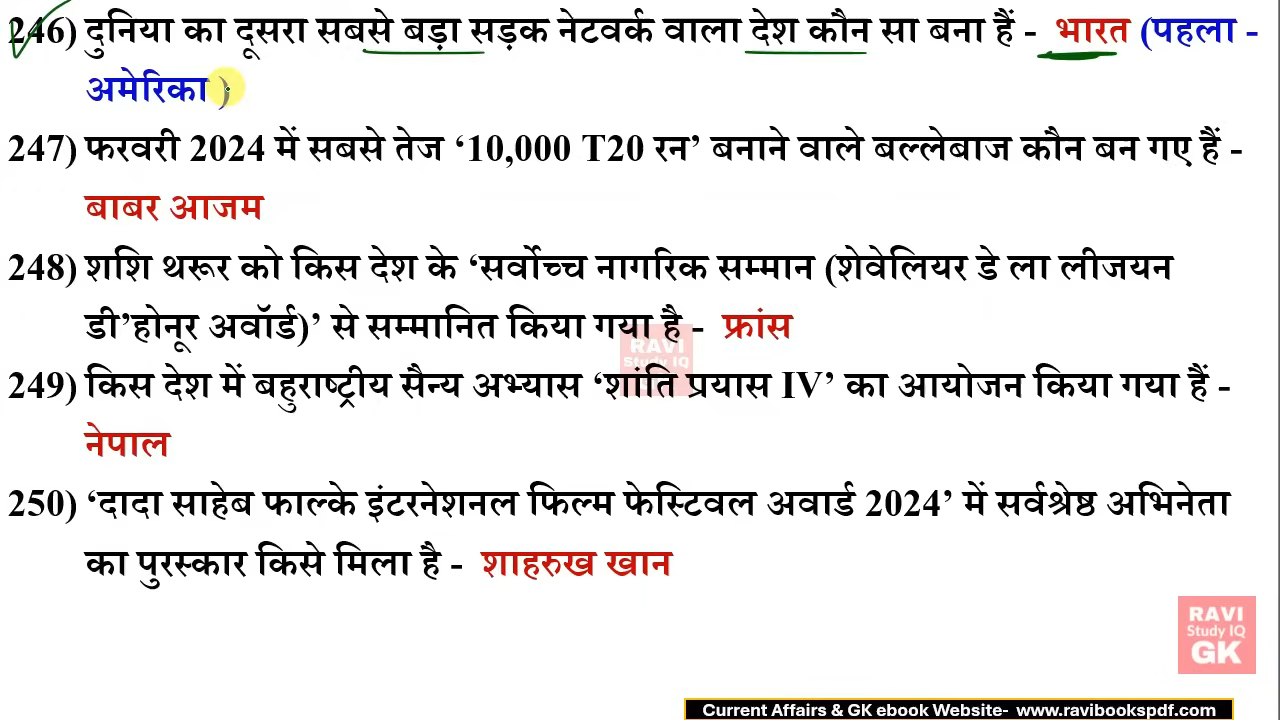 246) दुनिया का दूसरा सबसे बड़ा सड़क नेटवर्क वाला देश कौन सा बना हैं - भारत (पहला -
अमेरिका )
247) फरवरी 2024 में सबसे तेज ‘10,000 T20 रन’ बनाने वाले बल्लेबाज कौन बन गए हैं -
बाबर आजम
248) शशि थरूर को किस देश के ‘सर्वोच्च नागरिक सम्मान (शेवेलियर डे ला लीजयन
डी’होनूर अवॉर्ड)’ से सम्मानित किया गया है - फ्रांस
RAVI
Study IQ
249) किस देश में बहुराष्ट्रीय सैन्य अभ्यास ‘शांति प्रयास IV’ का आयोजन किया गया हैं -
नेपाल
250) ‘दादा साहेब फाल्के इंटरनेशनल फिल्म फेस्टिवल अवार्ड 2024’ में सर्वश्रेष्ठ अभिनेता
का पुरस्कार किसे मिला है - शाहरुख खान
RAVI
Study IQ
GK
Current Affairs & GK ebook Website- www.ravibookspdf.com